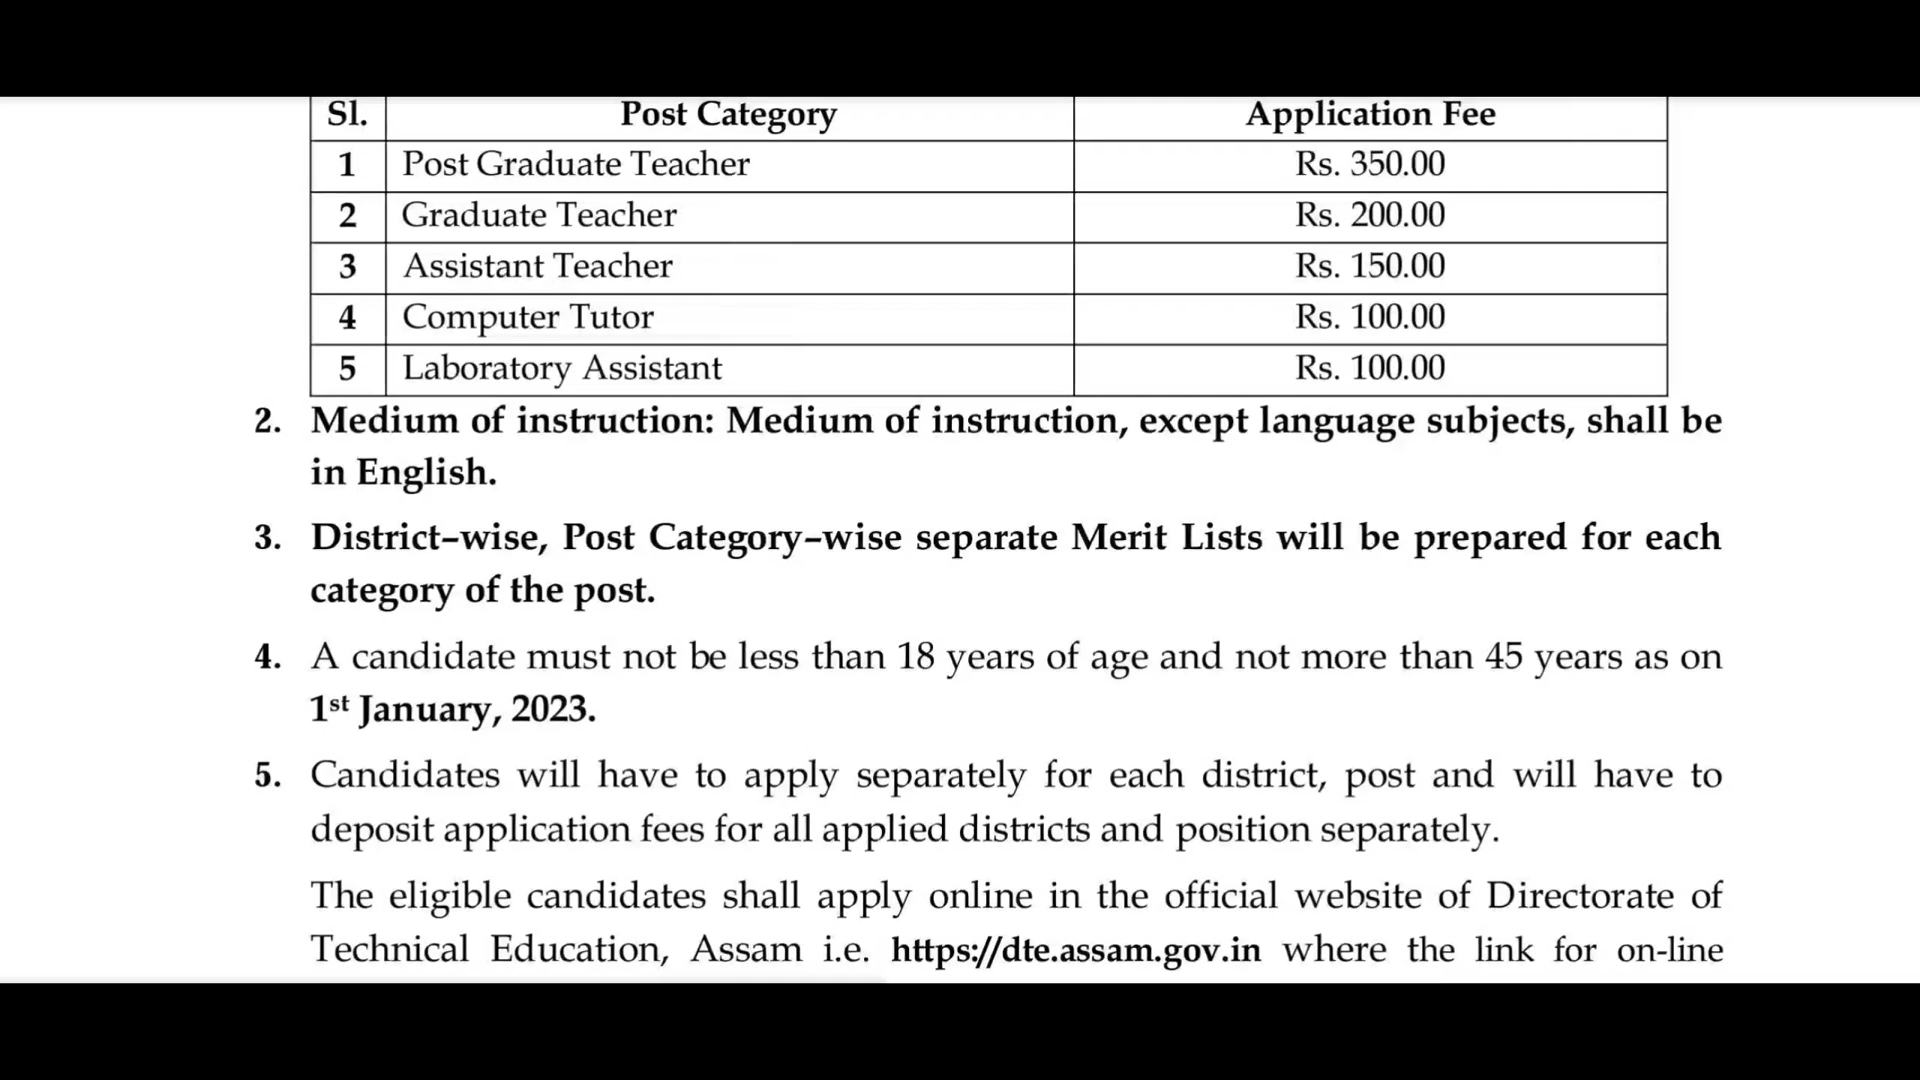 Sl. Post Category Application Fee
1 Post Graduate Teacher Rs. 350.00
2 Graduate Teacher Rs. 200.00
3 Assistant Teacher Rs. 150.00
4 Computer Tutor Rs. 100.00
5 Laboratory Assistant Rs. 100.00
2. Medium of instruction: Medium of instruction, except language subjects, shall be
in English.
3. District–wise, Post Category–wise separate Merit Lists will be prepared for each
category of the post.
4. A candidate must not be less than 18 years of age and not more than 45 years as on
1st January, 2023.
5. Candidates will have to apply separately for each district, post and will have to
deposit application fees for all applied districts and position separately.
The eligible candidates shall apply online in the official website of Directorate of
Technical Education, Assam i.e. https://dte.assam.gov.in where the link for on-line